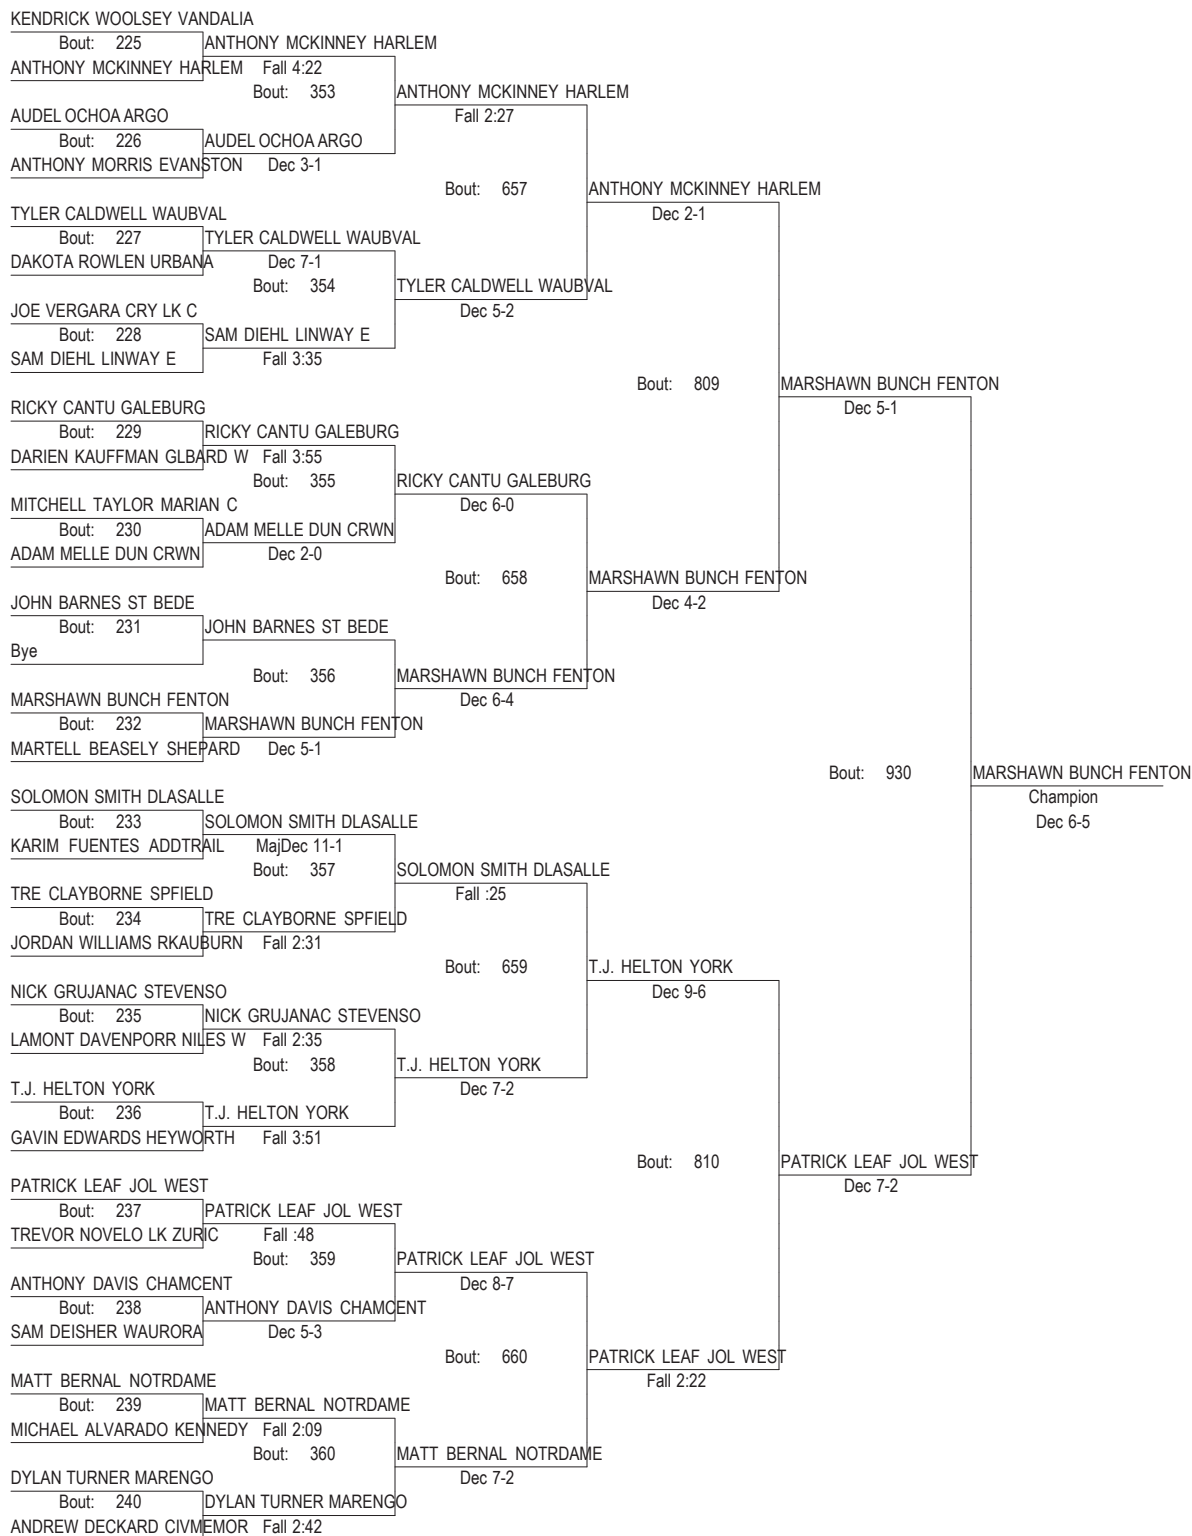 KENDRICK WOOLSEY VANDALIA
Bout: 225 ANTHONY MCKINNEY HARLEM
ANTHONY MCKINNEY HARLEM Fall 4:22
Bout: 353 ANTHONY MCKINNEY HARLEM
AUDEL OCHOA ARGO Fall 2:27
Bout: 226 AUDEL OCHOA ARGO
ANTHONY MORRIS EVANSTON Dec 3-1
Bout: 657 ANTHONY MCKINNEY HARLEM
TYLER CALDWELL WAUBVAL Dec 2-1
Bout: 227 TYLER CALDWELL WAUBVAL
DAKOTA ROWLEN URBANA Dec 7-1
Bout: 354 TYLER CALDWELL WAUBVAL
JOE VERGARA CRY LK C Dec 5-2
Bout: 228 SAM DIEHL LINWAY E
SAM DIEHL LINWAY E Fall 3:35
Bout: 809 MARSHAWN BUNCH FENTON
RICKY CANTU GALEBURG Dec 5-1
Bout: 229 RICKY CANTU GALEBURG
DARIEN KAUFFMAN GLBARD W Fall 3:55
Bout: 355 RICKY CANTU GALEBURG
MITCHELL TAYLOR MARIAN C Dec 6-0
Bout: 230 ADAM MELLE DUN CRWN
ADAM MELLE DUN CRWN Dec 2-0
Bout: 658 MARSHAWN BUNCH FENTON
JOHN BARNES ST BEDE Dec 4-2
Bout: 231 JOHN BARNES ST BEDE
Bye
Bout: 356 MARSHAWN BUNCH FENTON
MARSHAWN BUNCH FENTON Dec 6-4
Bout: 232 MARSHAWN BUNCH FENTON
MARTELL BEASELY SHEPARD Dec 5-1
Bout: 930 MARSHAWN BUNCH FENTON
SOLOMON SMITH DLASALLE Champion
Bout: 233 SOLOMON SMITH DLASALLE Dec 6-5
KARIM FUENTES ADDTRAIL MajDec 11-1
Bout: 357 SOLOMON SMITH DLASALLE
TRE CLAYBORNE SPFIELD Fall :25
Bout: 234 TRE CLAYBORNE SPFIELD
JORDAN WILLIAMS RKAUBURN Fall 2:31
Bout: 659 T.J. HELTON YORK
NICK GRUJANAC STEVENSO Dec 9-6
Bout: 235 NICK GRUJANAC STEVENSO
LAMONT DAVENPORR NILES W Fall 2:35
Bout: 358 T.J. HELTON YORK
T.J. HELTON YORK Dec 7-2
Bout: 236 T.J. HELTON YORK
GAVIN EDWARDS HEYWORTH Fall 3:51
Bout: 810 PATRICK LEAF JOL WEST
PATRICK LEAF JOL WEST Dec 7-2
Bout: 237 PATRICK LEAF JOL WEST
TREVOR NOVELO LK ZURIC Fall :48
Bout: 359 PATRICK LEAF JOL WEST
ANTHONY DAVIS CHAMCENT Dec 8-7
Bout: 238 ANTHONY DAVIS CHAMCENT
SAM DEISHER WAURORA Dec 5-3
Bout: 660 PATRICK LEAF JOL WEST
MATT BERNAL NOTRDAME Fall 2:22
Bout: 239 MATT BERNAL NOTRDAME
MICHAEL ALVARADO KENNEDY Fall 2:09
Bout: 360 MATT BERNAL NOTRDAME
DYLAN TURNER MARENGO Dec 7-2
Bout: 240 DYLAN TURNER MARENGO
ANDREW DECKARD CIVMEMOR Fall 2:42